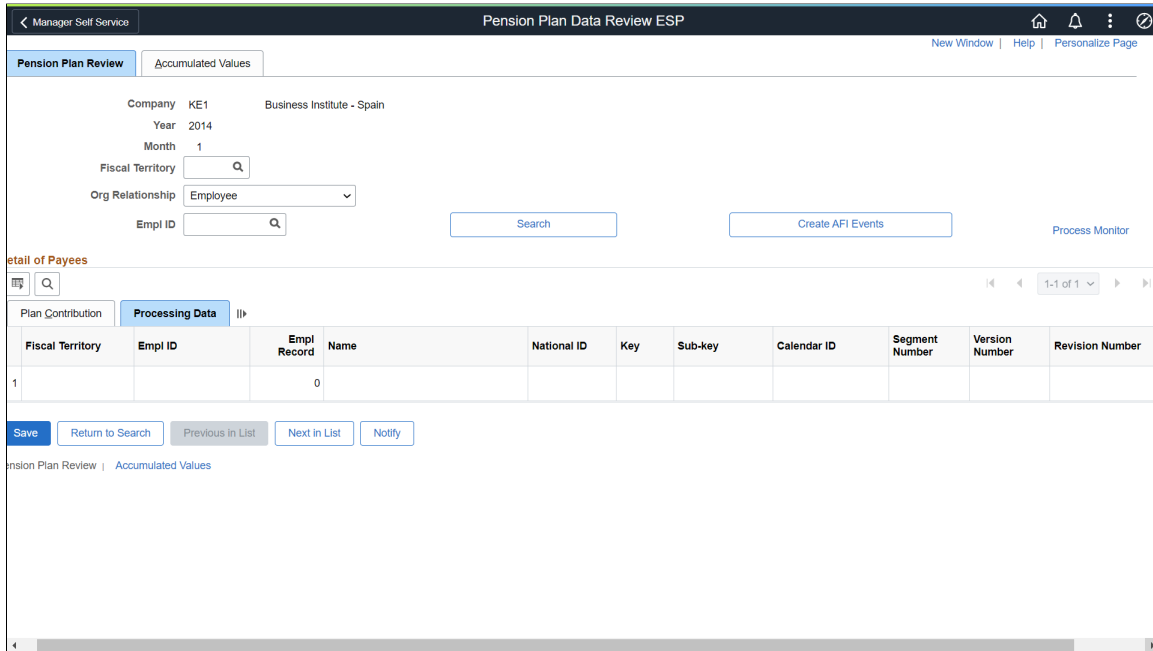 Manager Self Service
Pension Plan Data Review ESP
New Window | Help | Personalize Page
Pension Plan Review Accumulated Values
Company KE1 Business Institute - Spain
Year 2014
Month 1
Fiscal Territory
Org Relationship Employee
Empl ID Search Create AFI Events Process Monitor
etail of Payees
1-1 of 1
Plan Contribution Processing Data
Fiscal Territory Empl ID Empl Record Name National ID Key Sub-key Calendar ID Segment Number Version Number Revision Number
1 0
Save Return to Search Previous in List Next in List Notify
ension Plan Review | Accumulated Values